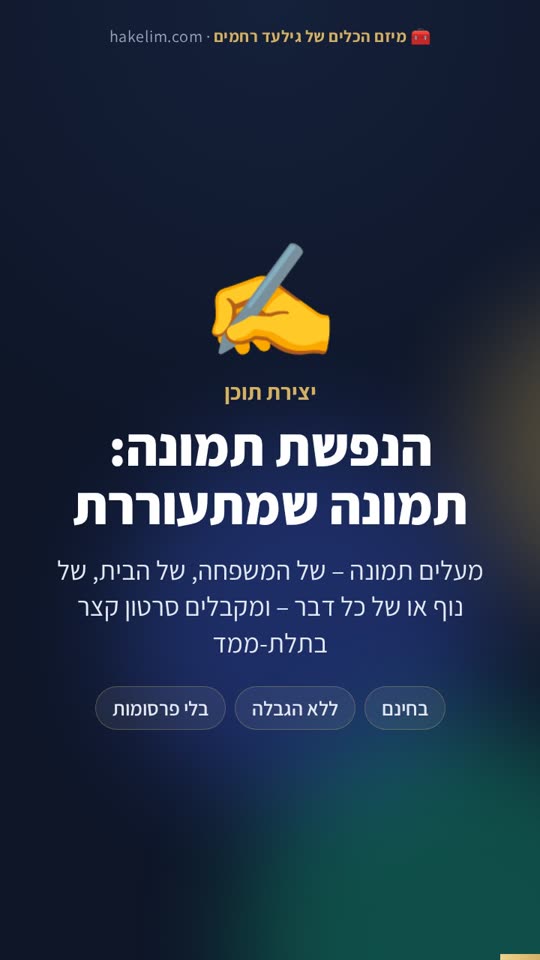 🧰 מיזם הכלים של גילעד רחמים · hakelim.com
יצירת תוכן
הנפשת תמונה:
תמונה שמתעוררת
מעלים תמונה – של המשפחה, של הבית, של
נוף או של כל דבר – ומקבלים סרטון קצר
בתלת-ממד
בחינם
ללא הגבלה
בלי פרסומות